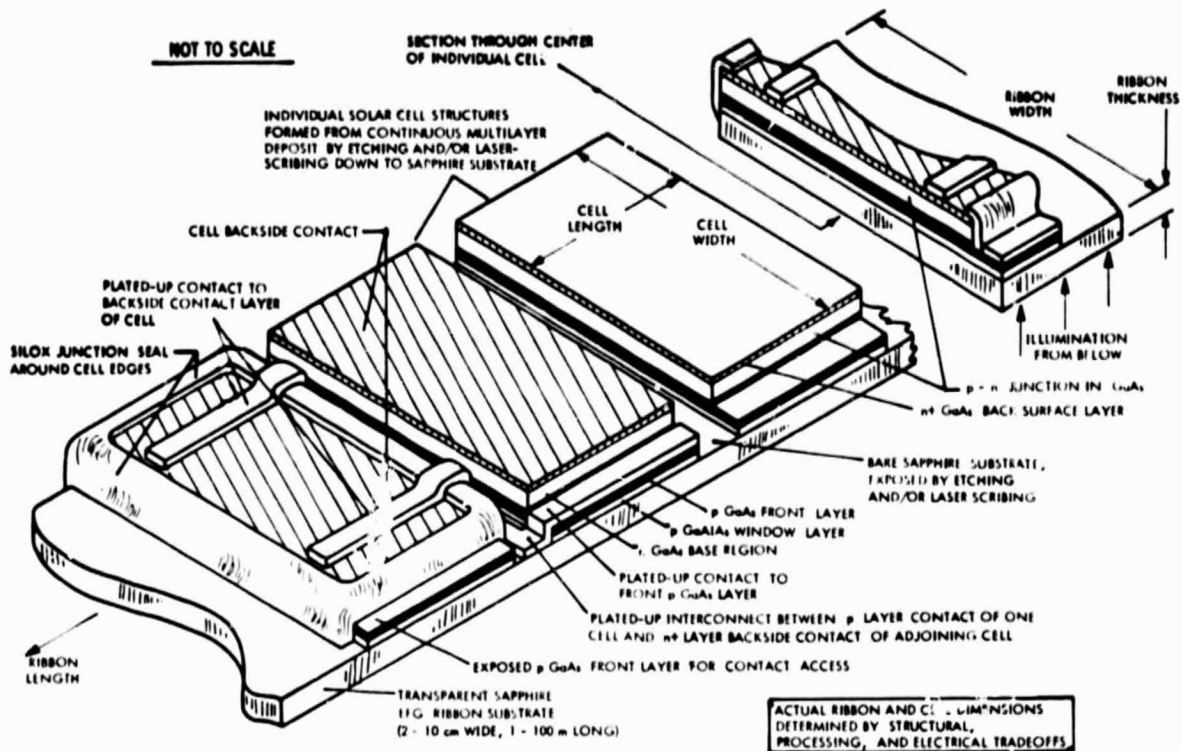 NOT TO SCALE
SECTION THROUGH CENTER
OF INDIVIDUAL CELL
RIBBON
WIDTH
RIBBON
THICKNESS
INDIVIDUAL SOLAR CELL STRUCTURES
FORMED FROM CONTINUOUS MULTILAYER
DEPOSIT BY ETCHING AND/OR LASER-
SCRIBING DOWN TO SAPPHIRE SUBSTRATE
CELL
LENGTH
CELL
WIDTH
CELL BACKSIDE CONTACT
PLATED-UP CONTACT TO
BACKSIDE CONTACT LAYER
OF CELL
SILOX JUNCTION SEAL
AROUND CELL EDGES
ILLUMINATION
FROM BELOW
p - n JUNCTION IN GaAs
n+ GaAs BACK SURFACE LAYER
BARE SAPPHIRE SUBSTRATE,
EXPOSED BY ETCHING
AND/OR LASER SCRIBING
p GaAs FRONT LAYER
p GaAlAs WINDOW LAYER
GaAs BASE REGION
PLATED-UP CONTACT TO
FRONT p GaAs LAYER
PLATED-UP INTERCONNECT BETWEEN p LAYER CONTACT OF ONE
CELL AND n+ LAYER BACKSIDE CONTACT OF ADJOINING CELL
EXPOSED p GaAs FRONT LAYER FOR CONTACT ACCESS
RIBBON
LENGTH
TRANSPARENT SAPPHIRE
EFG RIBBON SUBSTRATE
(2 - 10 cm WIDE, 1 - 100 m LONG)
ACTUAL RIBBON AND DIMENSIONS
DETERMINED BY STRUCTURAL,
PROCESSING, AND ELECTRICAL TRADEOFFS